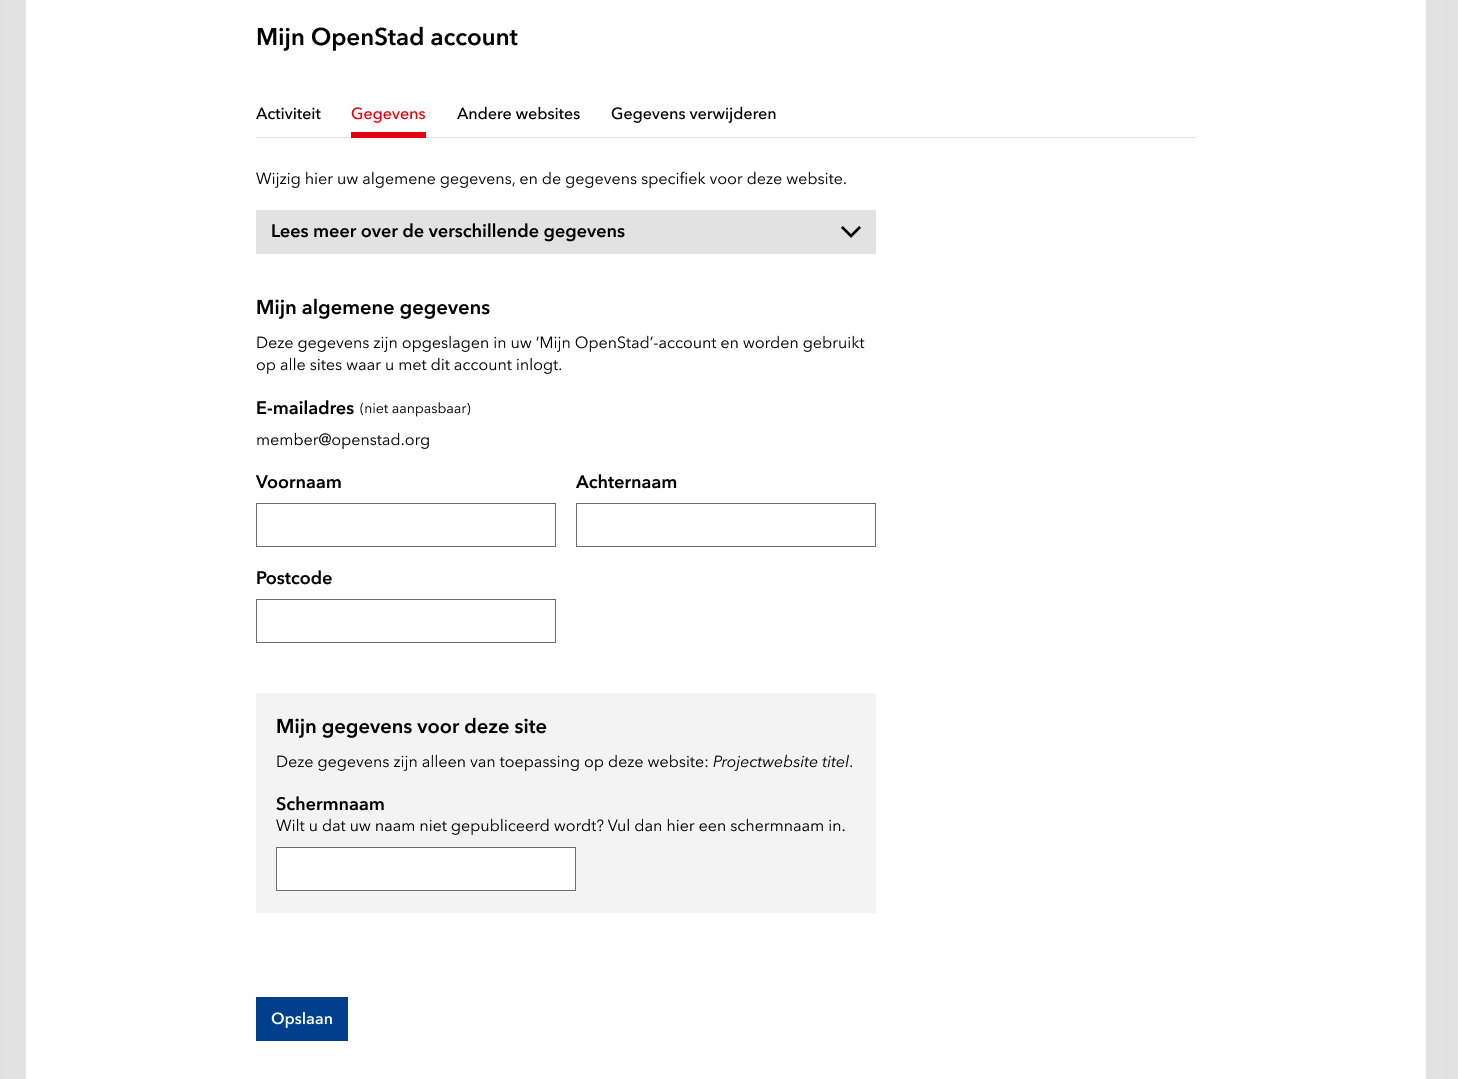 Mijn OpenStad account
Activiteit Gegevens Andere websites Gegevens verwijderen
Wijzig hier uw algemene gegevens, en de gegevens specifiek voor deze website.
Lees meer over de verschillende gegevens
Mijn algemene gegevens
Deze gegevens zijn opgeslagen in uw ‘Mijn OpenStad’-account en worden gebruikt
op alle sites waar u met dit account inlogt.
E-mailadres (niet aanpasbaar)
member@openstad.org
Voornaam Achternaam
Postcode
Mijn gegevens voor deze site
Deze gegevens zijn alleen van toepassing op deze website: Projectwebsite titel.
Schermnaam
Wilt u dat uw naam niet gepubliceerd wordt? Vul dan hier een schermnaam in.
Opslaan